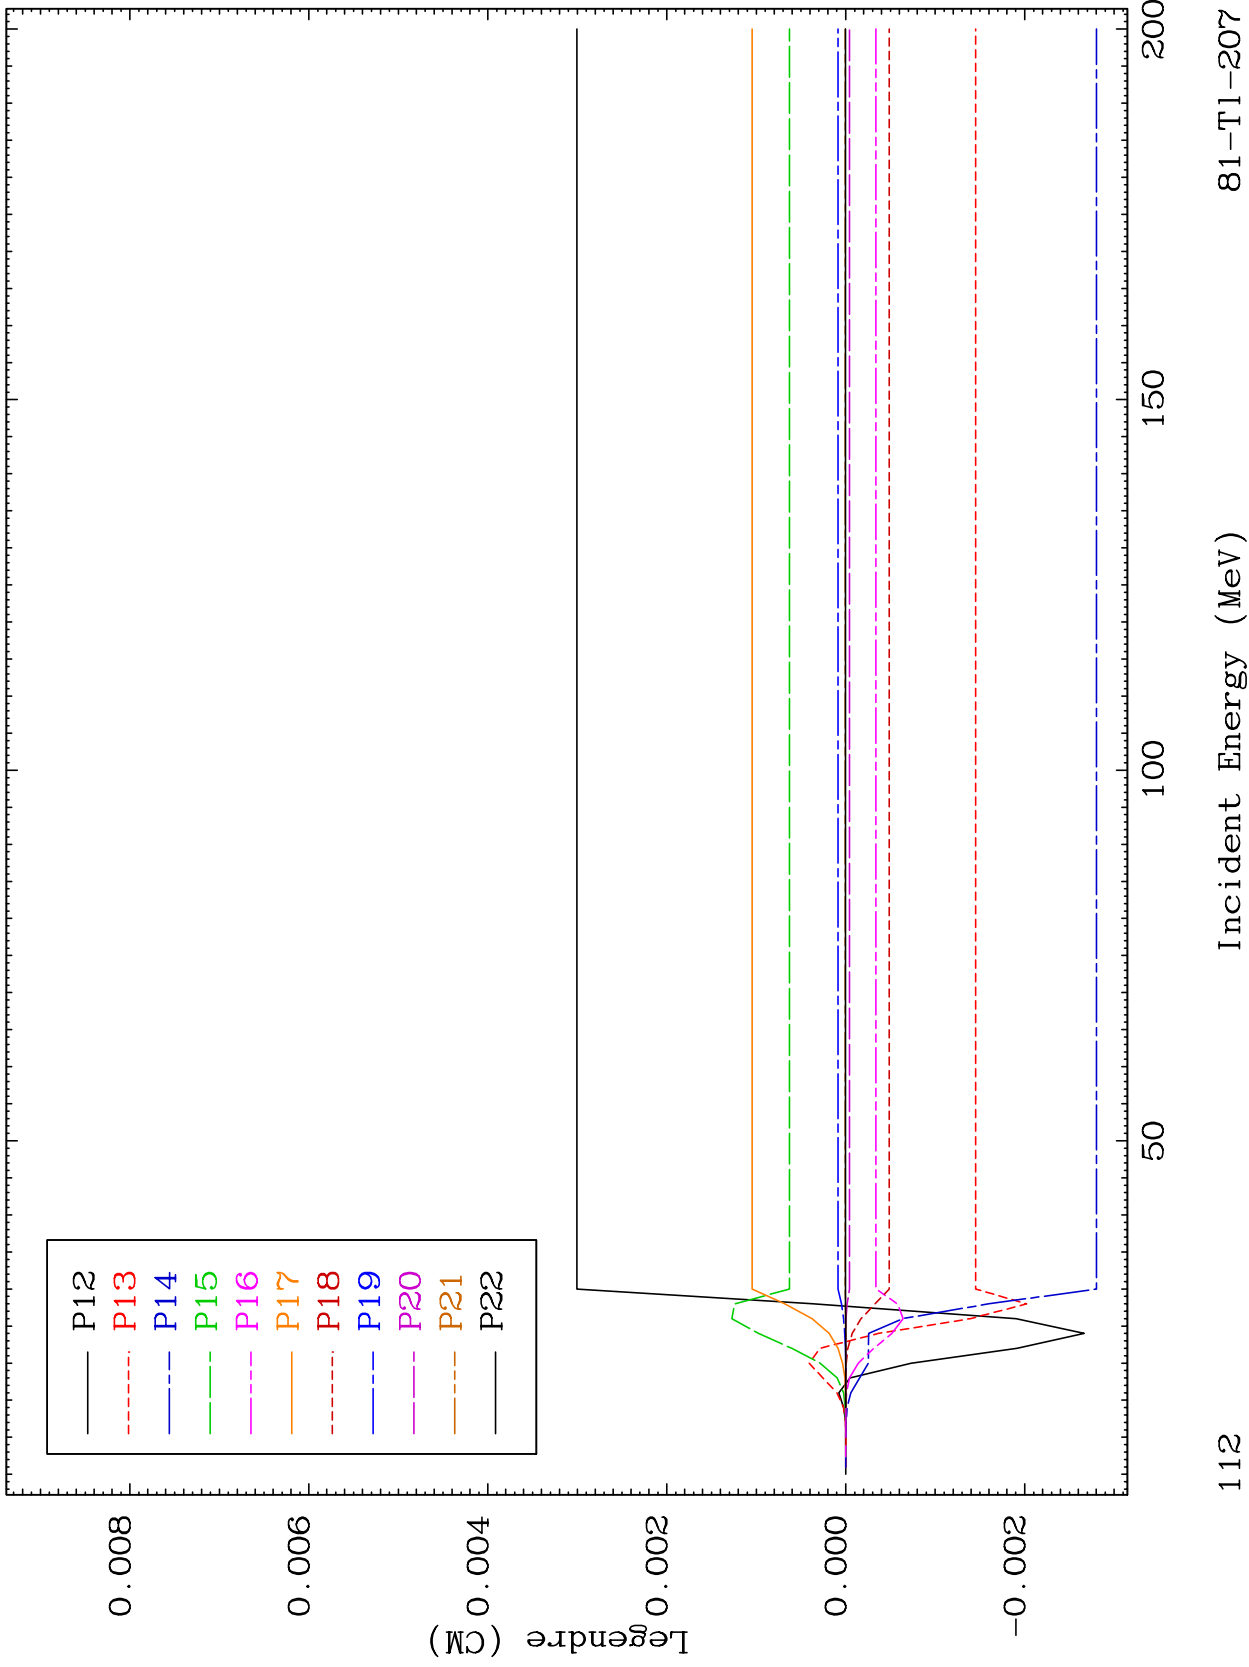 Legendre (CM)
0.008
0.006
0.004
0.002
0.000
-0.002
P12
P13
P14
P15
P16
P17
P18
P19
P20
P21
P22
50
100
150
200
Incident Energy (MeV)
112
81-Tl-207